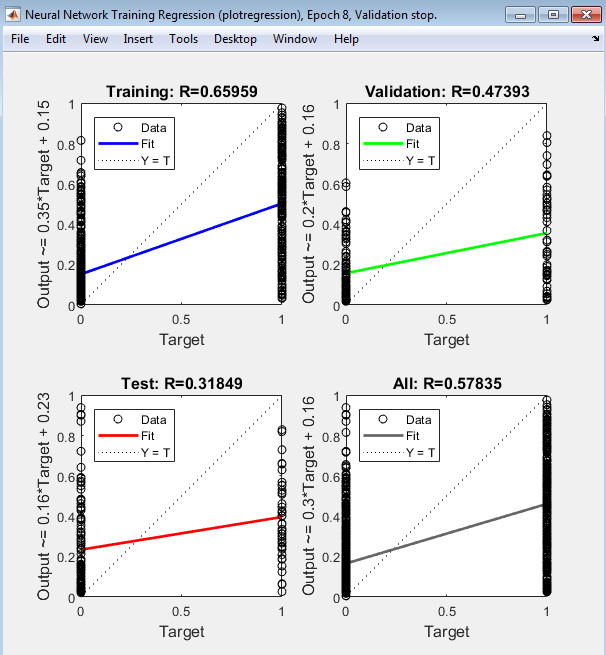 Neural Network Training Regression (plotregression), Epoch 8, Validation stop.
File Edit View Insert Tools Desktop Window Help
Training: R=0.65959
Output ~= 0.35*Target + 0.15
1
0.8
0.6
0.4
0.2
0
Data
Fit
Y = T
0 0.5 1
Target
Validation: R=0.47393
Output ~= 0.2*Target + 0.16
1
0.8
0.6
0.4
0.2
0
Data
Fit
Y = T
0 0.5 1
Target
Test: R=0.31849
Output ~= 0.16*Target + 0.23
1
0.8
0.6
0.4
0.2
0
Data
Fit
Y = T
0 0.5 1
Target
All: R=0.57835
Output ~= 0.3*Target + 0.16
1
0.8
0.6
0.4
0.2
0
Data
Fit
Y = T
0 0.5 1
Target